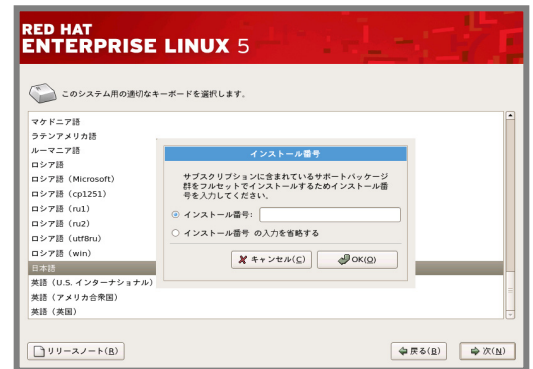 RED HAT
ENTERPRISE LINUX 5
このシステム用の適切なキーボードを選択します。
マケドニア語
ラテンアメリカ語
ルーマニア語
ロシア語
ロシア語 (Microsoft)
ロシア語 (cp1251)
ロシア語 (ru1)
ロシア語 (ru2)
ロシア語 (utf8ru)
ロシア語 (win)
日本語
英語 (U.S. インターナショナル)
英語 (アメリカ合衆国)
英語 (英国)
インストール番号
サブスクリプションに含まれているサポートパッケージ
群をフルセットでインストールするためインストール番
号を入力してください。
インストール番号:
インストール番号 の入力を省略する
キャンセル(C)
OK(O)
リリースノート(R)
戻る(B)
次(N)